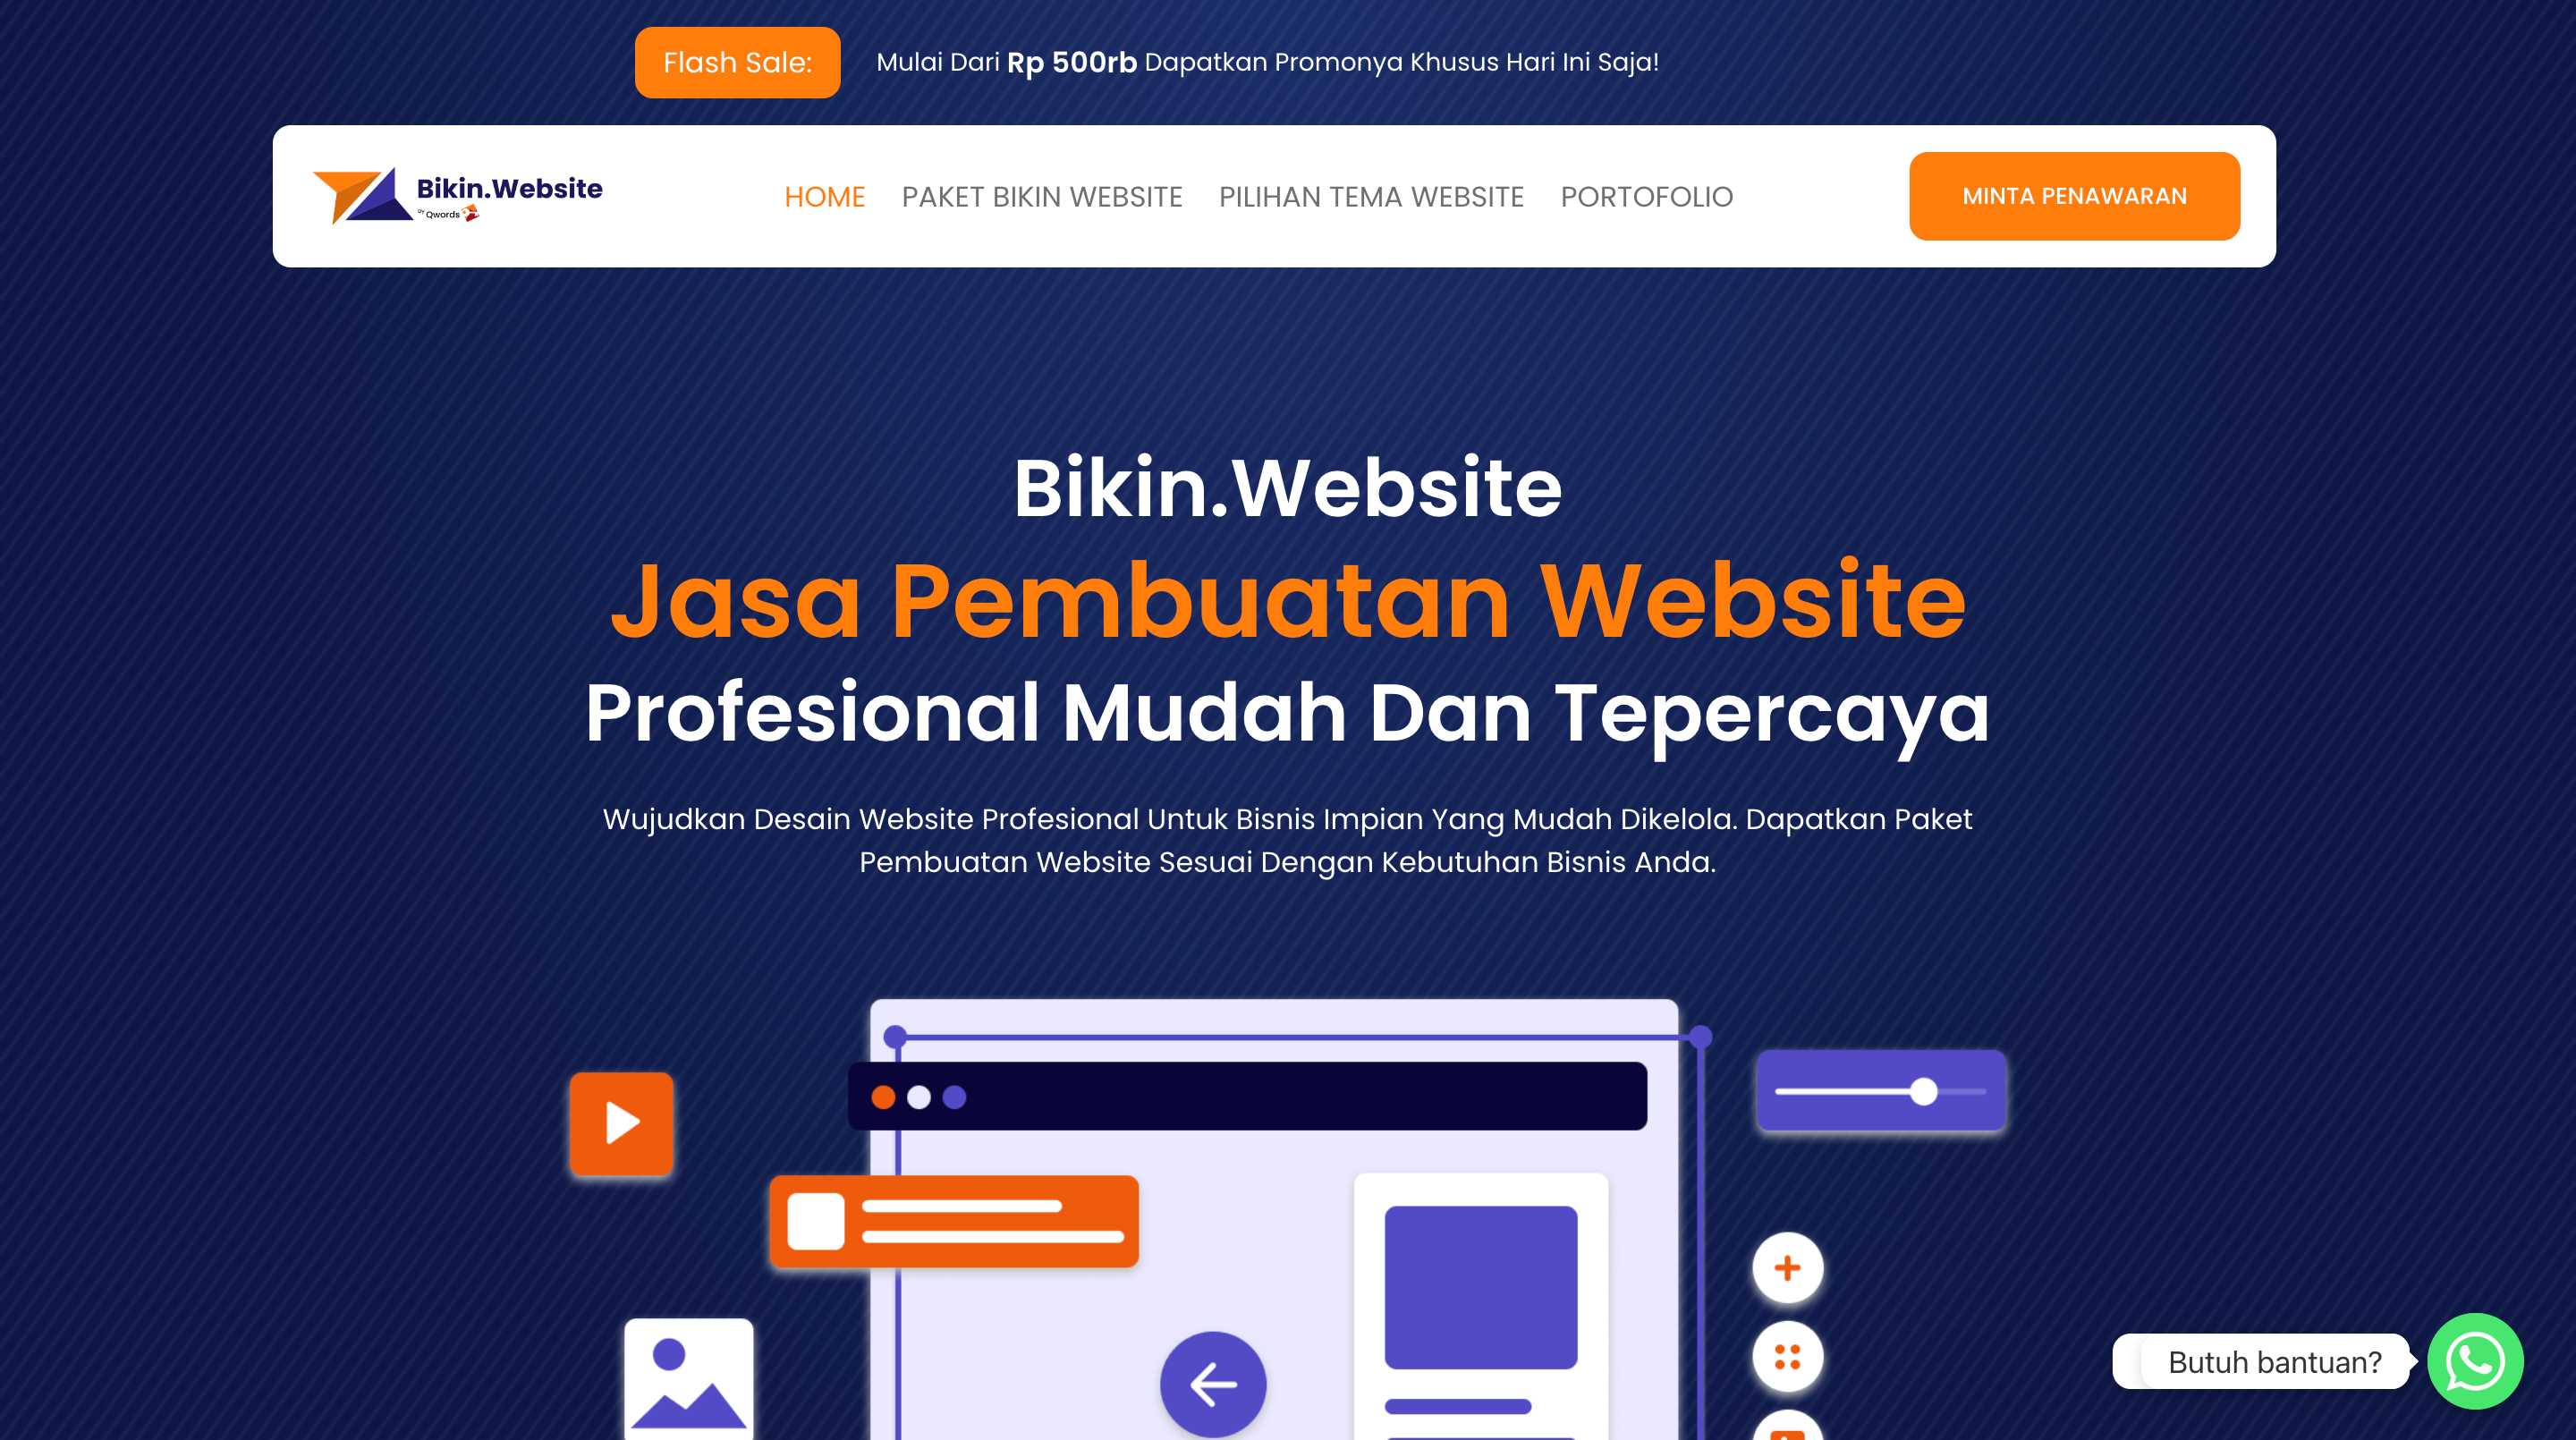 Flash Sale: Mulai Dari Rp 500rb Dapatkan Promonya Khusus Hari Ini Saja!
Bikin.Website
by Qwords
HOME PAKET BIKIN WEBSITE PILIHAN TEMA WEBSITE PORTOFOLIO
MINTA PENAWARAN
Bikin.Website
Jasa Pembuatan Website
Profesional Mudah Dan Tepercaya
Wujudkan Desain Website Profesional Untuk Bisnis Impian Yang Mudah Dikelola. Dapatkan Paket
Pembuatan Website Sesuai Dengan Kebutuhan Bisnis Anda.
Butuh bantuan?